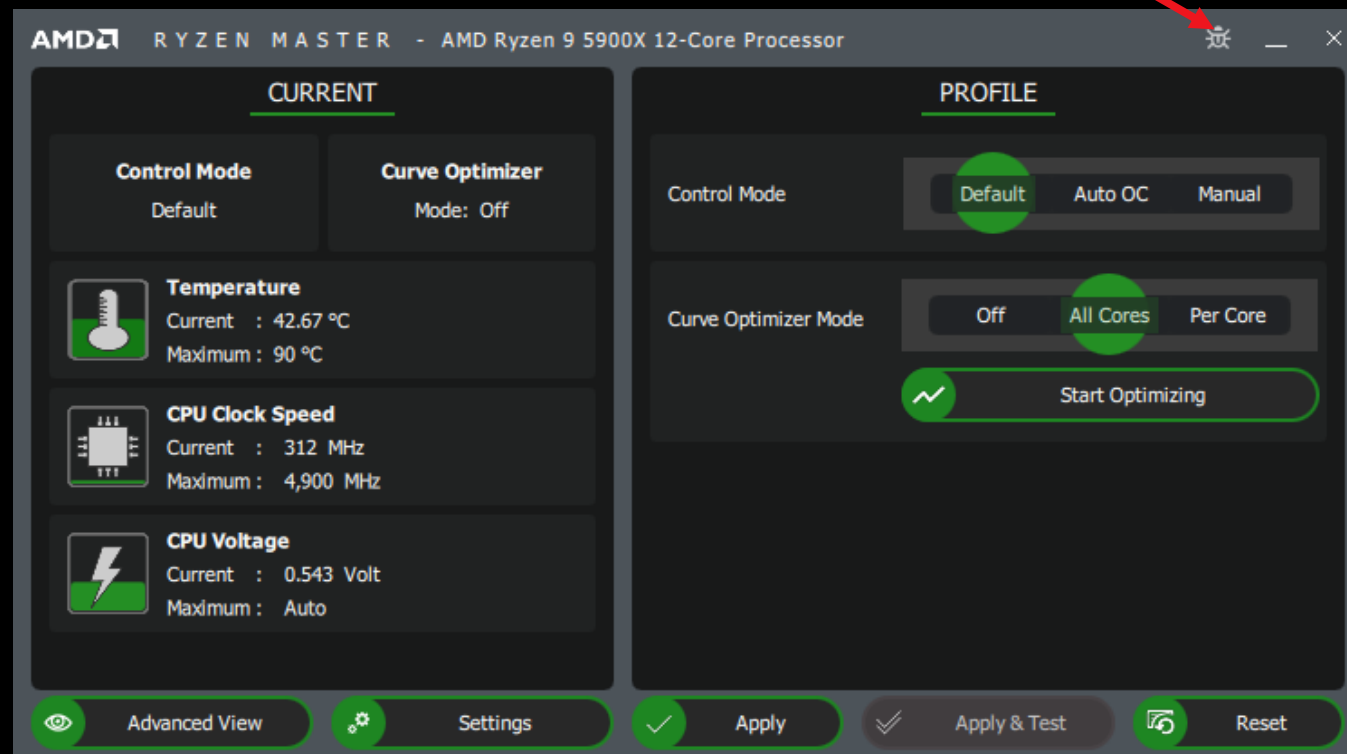 AMD RYZEN MASTER - AMD Ryzen 9 5900X 12-Core Processor
CURRENT
Control Mode
Default
Curve Optimizer
Mode: Off
Temperature
Current : 42.67 °C
Maximum : 90 °C
CPU Clock Speed
Current : 312 MHz
Maximum : 4,900 MHz
CPU Voltage
Current : 0.543 Volt
Maximum : Auto
PROFILE
Control Mode
Default Auto OC Manual
Curve Optimizer Mode
Off All Cores Per Core
Start Optimizing
Advanced View Settings Apply Apply & Test Reset